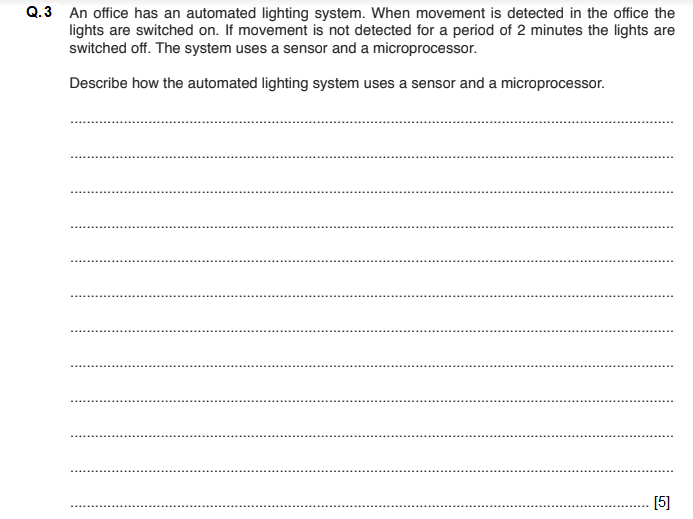 Q.3 An office has an automated lighting system. When movement is detected in the office the
lights are switched on. If movement is not detected for a period of 2 minutes the lights are
switched off. The system uses a sensor and a microprocessor.
Describe how the automated lighting system uses a sensor and a microprocessor.
[5]